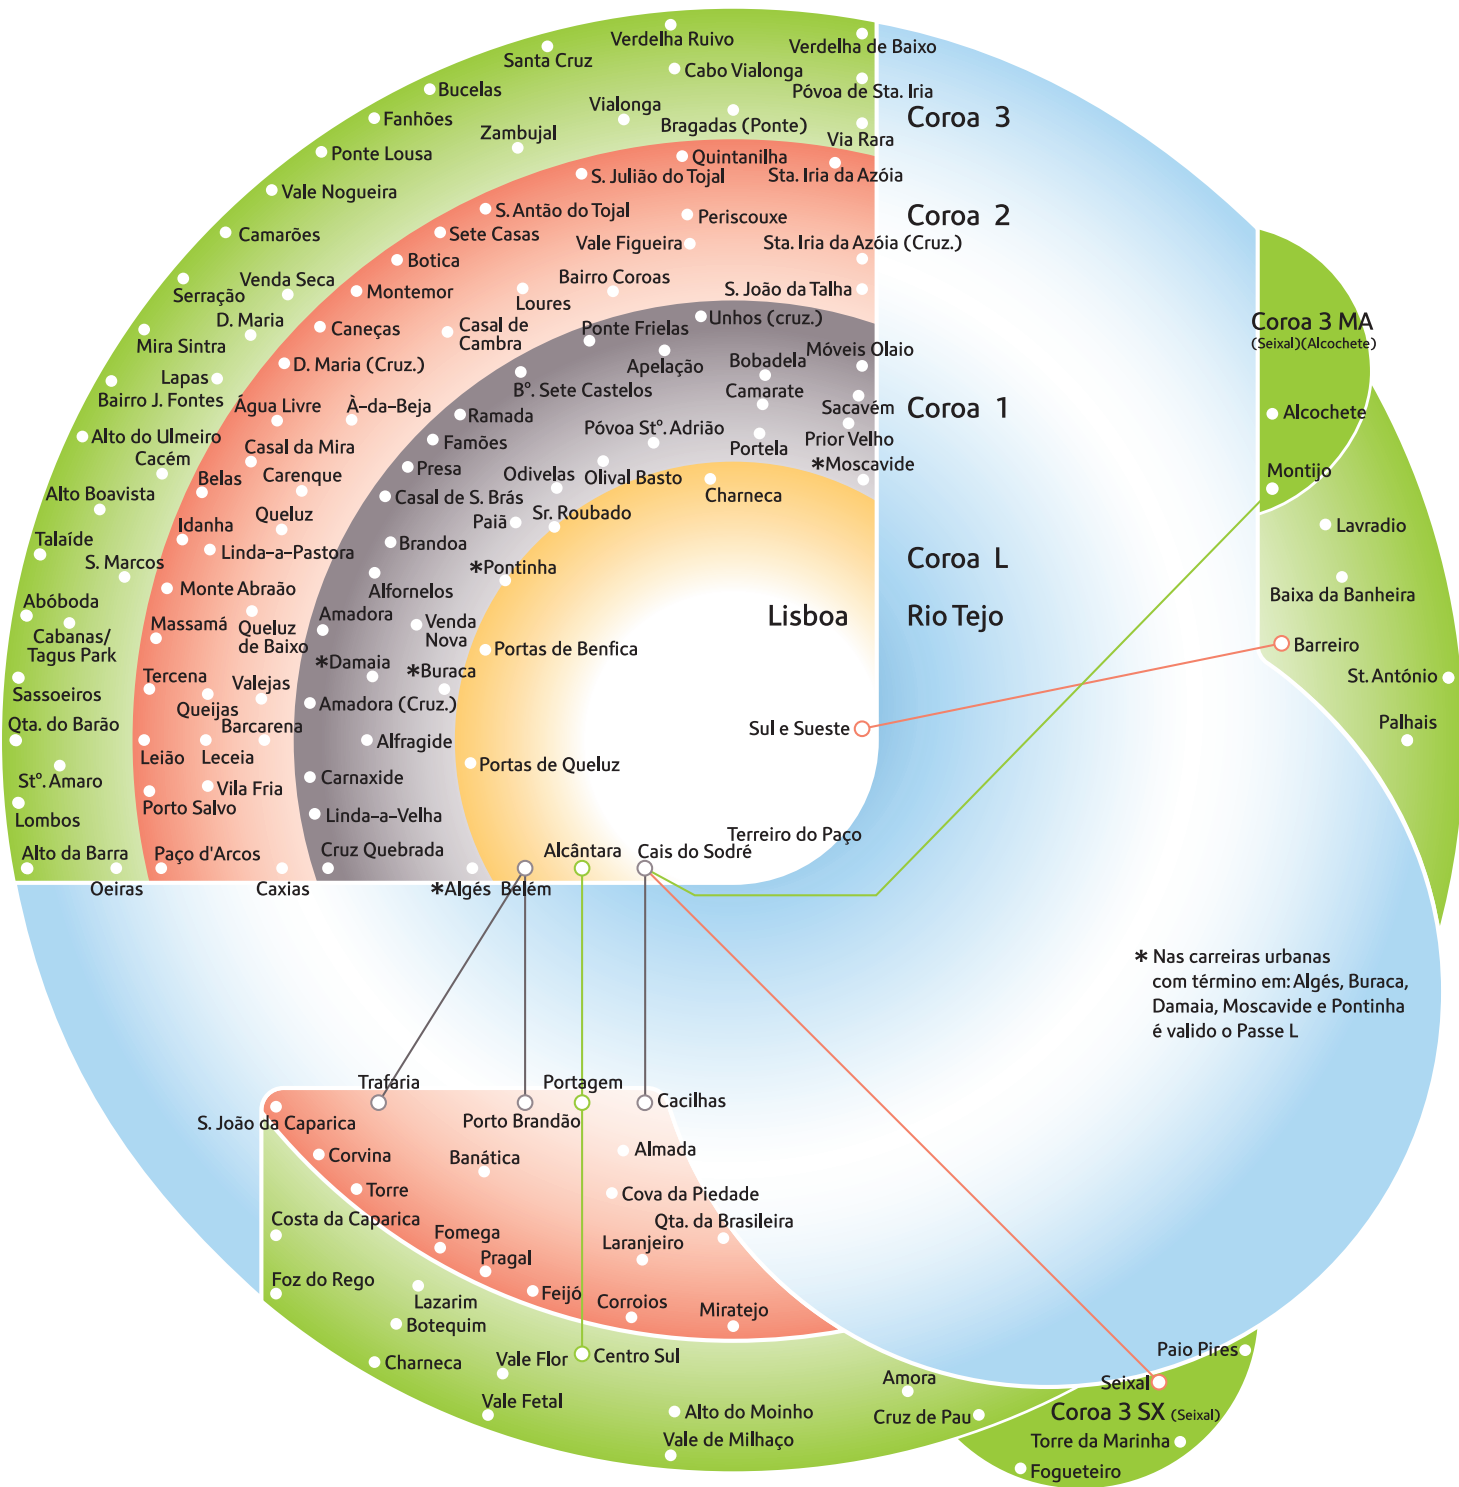 Verdelha Ruivo
Verdelha de Baixo
Santa Cruz
Cabo Vialonga
Bucelas
Póvoa de Sta. Iria
Vialonga
Fanhões
Bragadas (Ponte)
Coroa 3
Zambujal
Via Rara
Ponte Lousa
Quintanilha
S. Julião do Tojal
Sta. Iria da Azóia
Vale Nogueira
S. Antão do Tojal
Periscouxe
Coroa 2
Camarões
Sete Casas
Vale Figueira
Sta. Iria da Azóia (Cruz.)
Botica
Venda Seca
Bairro Coroas
Serração
Montemor
Loures
S. João da Talha
D. Maria
Caneças
Casal de
Cambra
Ponte Frielas
Unhos (cruz.)
Coroa 3 MA
(Seixal)(Alcochete)
Mira Sintra
D. Maria (Cruz.)
Apelação
Bobadela
Móveis Olaio
Lapas
Bairro J. Fontes
B°. Sete Castelos
Camarate
Água Livre
À-da-Beja
Ramada
Sacavém
Coroa 1
Alcochete
Alto do Ulmeiro
Famões
Póvoa St°. Adrião
Portela
Prior Velho
Cacém
Casal da Mira
Presa
*Moscavide
Belas
Carenque
Odivelas
Olival Basto
Montijo
Alto Boavista
Casal de S. Brás
Charneca
Queluz
Paiã
Sr. Roubado
Idanha
Lavradio
Talaíde
Linda-a-Pastora
Brandoa
S. Marcos
*Pontinha
Coroa L
Monte Abraão
Alfornelos
Baixa da Banheira
Abóboda
Amadora
Lisboa
Rio Tejo
Massamá
Queluz
de Baixo
Venda
Nova
Cabanas/
Tagus Park
Portas de Benfica
Barreiro
*Damaia
*Buraca
Tercena
Valejas
St. António
Sassoeiros
Queijas
Amadora (Cruz.)
Qta. do Barão
Barcarena
Sul e Sueste
Palhais
Leião
Leceia
Alfragide
Portas de Queluz
St°. Amaro
Carnaxide
Vila Fria
Porto Salvo
Lombos
Linda-a-Velha
Terreiro do Paço
Alto da Barra
Paço d'Arcos
Cruz Quebrada
Alcântara
Cais do Sodré
Oeiras
Caxias
*Algés
Belém
* Nas carreiras urbanas
com término em: Algés, Buraca,
Damaia, Moscavide e Pontinha
é valido o Passe L
Trafaria
Portagem
Cacilhas
S. João da Caparica
Porto Brandão
Corvina
Banática
Almada
Torre
Cova da Piedade
Costa da Caparica
Qta. da Brasileira
Fomega
Laranjeiro
Pragal
Foz do Rego
Feijó
Lazarim
Corroios
Miratejo
Botequim
Charneca
Vale Flor
Centro Sul
Paio Pires
Amora
Seixal
Vale Fetal
Alto do Moinho
Cruz de Pau
Coroa 3 SX (Seixal)
Vale de Milhaço
Torre da Marinha
Fogueteiro